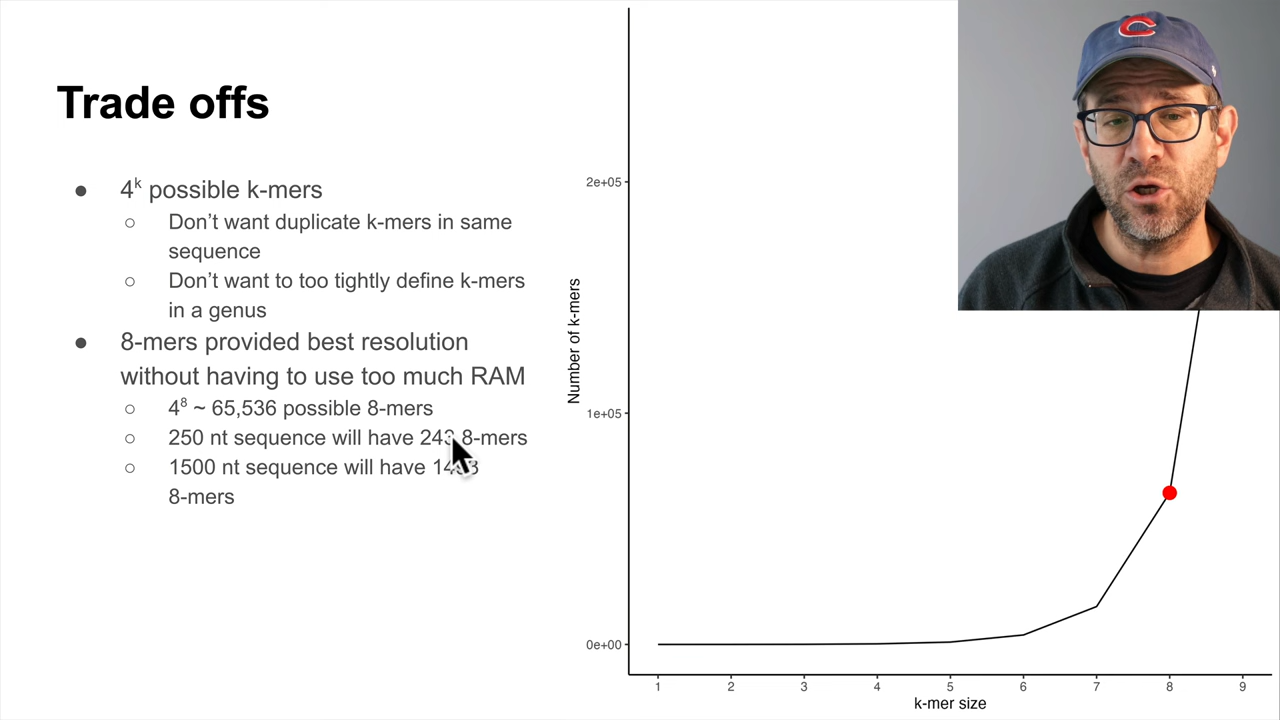 Trade offs
● 4ᵏ possible k-mers
○ Don’t want duplicate k-mers in same
sequence
○ Don’t want to too tightly define k-mers
in a genus
● 8-mers provided best resolution
without having to use too much RAM
○ 4⁸ ~ 65,536 possible 8-mers
○ 250 nt sequence will have 243 8-mers
○ 1500 nt sequence will have
8-mers
Number of k-mers
2e+05
1e+05
0e+00
1 2 3 4 5 6 7 8 9
k-mer size
C